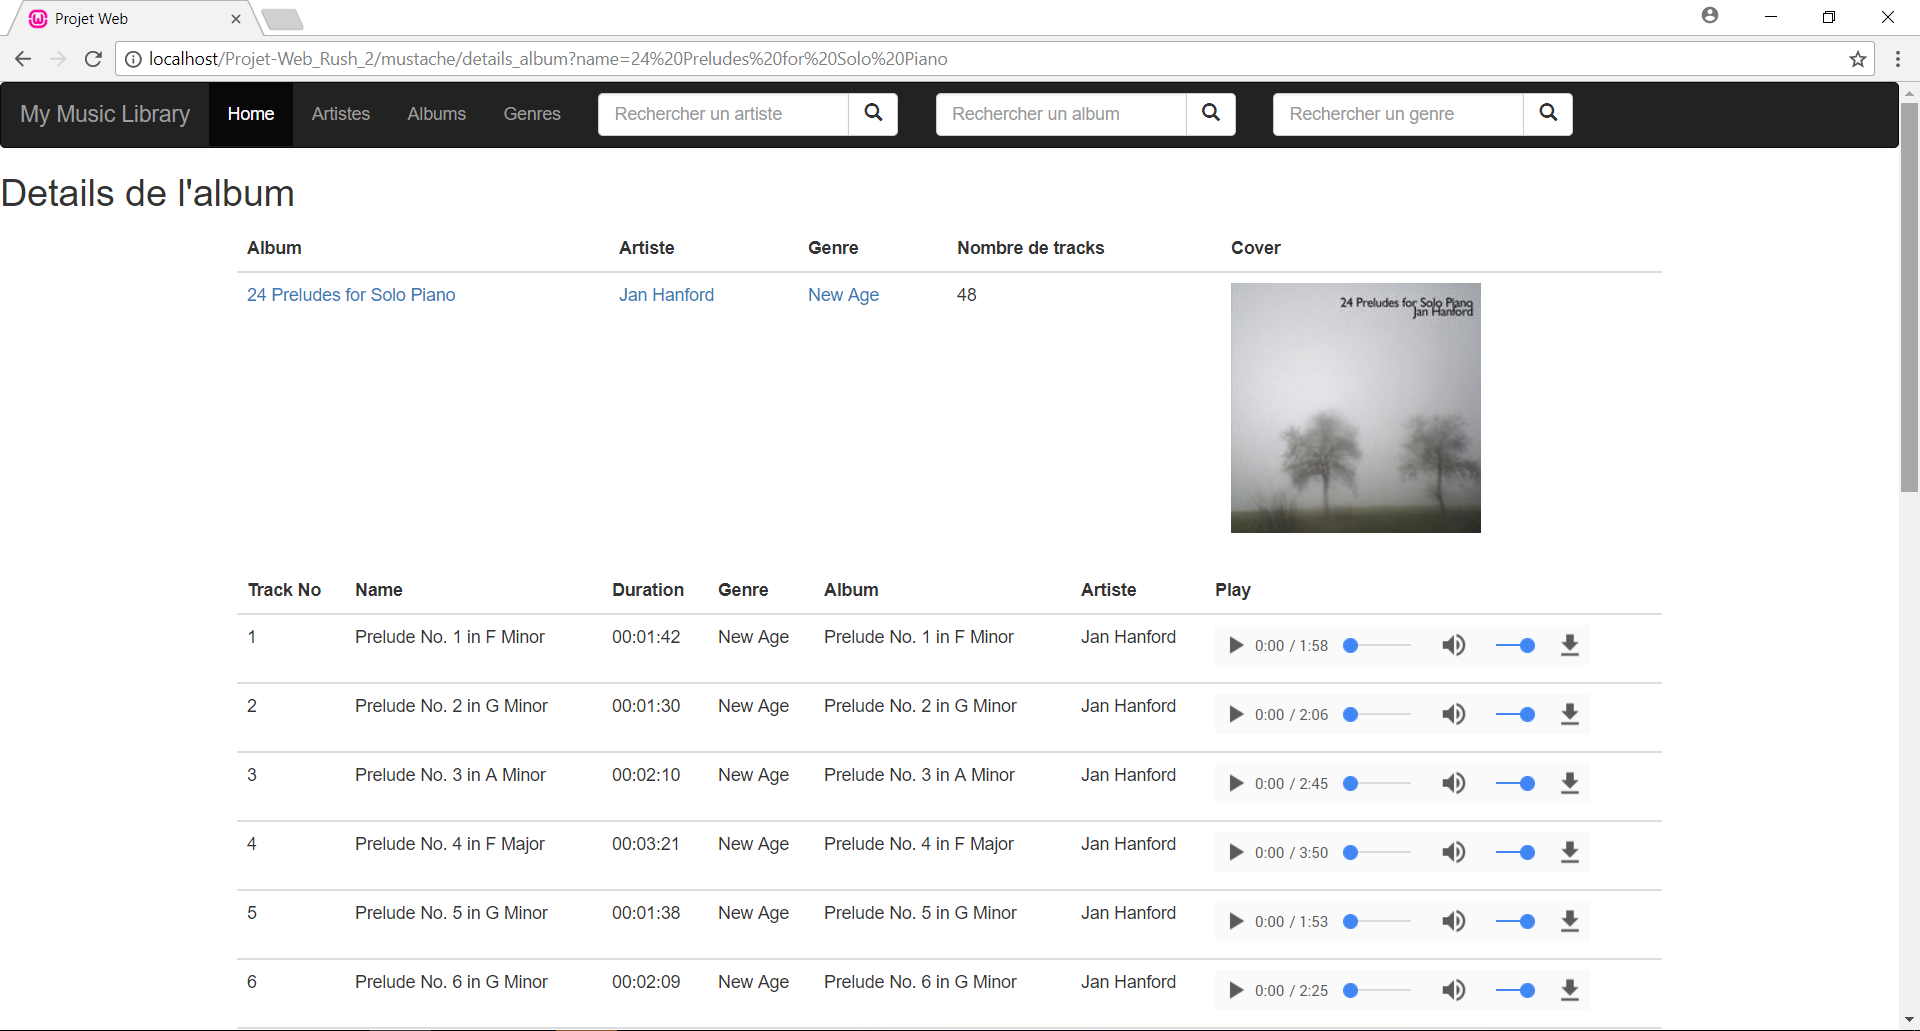 Projet Web
localhost/Projet-Web_Rush_2/mustache/details_album?name=24%20Preludes%20for%20Solo%20Piano
My Music Library Home Artistes Albums Genres Rechercher un artiste Rechercher un album Rechercher un genre
Details de l'album
Album Artiste Genre Nombre de tracks Cover
24 Preludes for Solo Piano Jan Hanford New Age 48
24 Preludes for Solo Piano
Jan Hanford
Track No Name Duration Genre Album Artiste Play
1 Prelude No. 1 in F Minor 00:01:42 New Age Prelude No. 1 in F Minor Jan Hanford 0:00 / 1:58
2 Prelude No. 2 in G Minor 00:01:30 New Age Prelude No. 2 in G Minor Jan Hanford 0:00 / 2:06
3 Prelude No. 3 in A Minor 00:02:10 New Age Prelude No. 3 in A Minor Jan Hanford 0:00 / 2:45
4 Prelude No. 4 in F Major 00:03:21 New Age Prelude No. 4 in F Major Jan Hanford 0:00 / 3:50
5 Prelude No. 5 in G Minor 00:01:38 New Age Prelude No. 5 in G Minor Jan Hanford 0:00 / 1:53
6 Prelude No. 6 in G Minor 00:02:09 New Age Prelude No. 6 in G Minor Jan Hanford 0:00 / 2:25